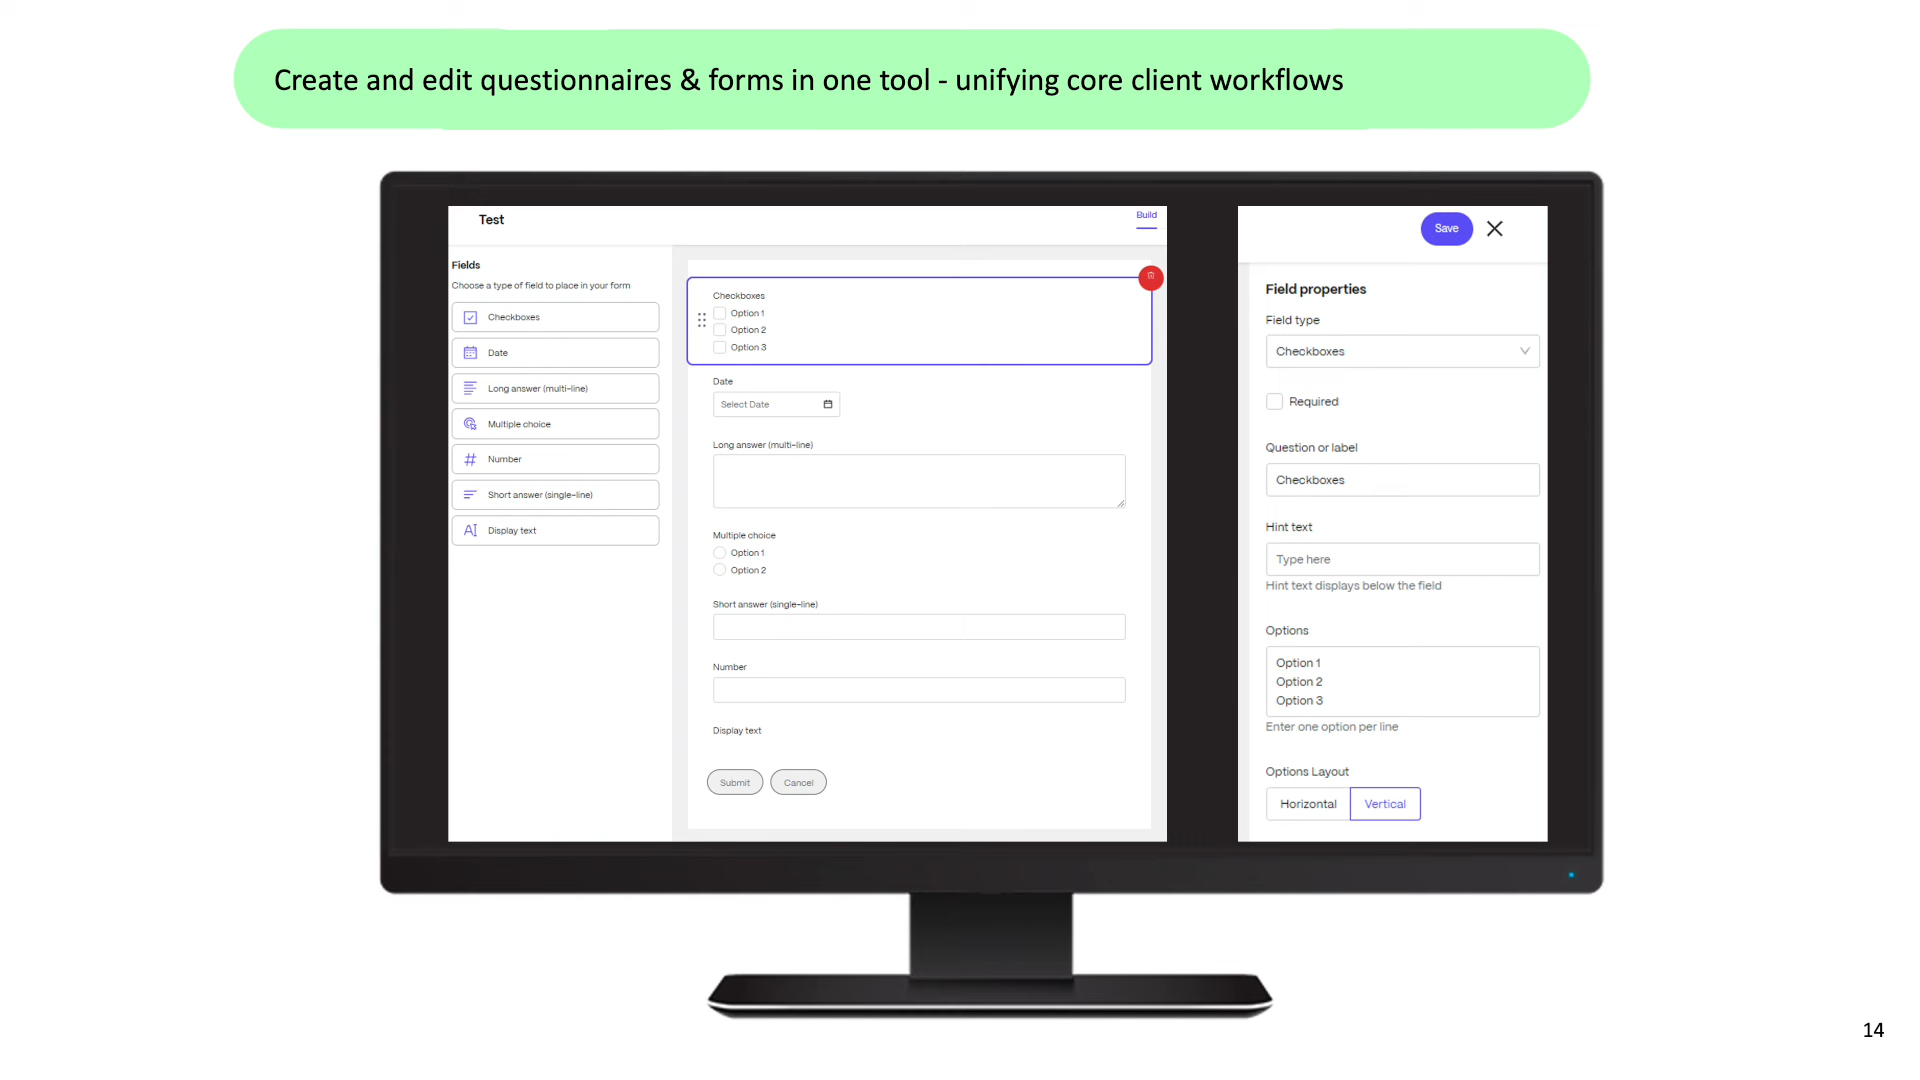 Create and edit questionnaires & forms in one tool - unifying core client workflows
Test
Build
Fields
Choose a type of field to place in your form
Checkboxes
Date
Long answer (multi-line)
Multiple choice
Number
Short answer (single-line)
Display text
Checkboxes
Option 1
Option 2
Option 3
Date
Select Date
Long answer (multi-line)
Multiple choice
Option 1
Option 2
Short answer (single-line)
Number
Display text
Submit Cancel
Save
Field properties
Field type
Checkboxes
Required
Question or label
Checkboxes
Hint text
Type here
Hint text displays below the field
Options
Option 1
Option 2
Option 3
Enter one option per line
Options Layout
Horizontal Vertical
14